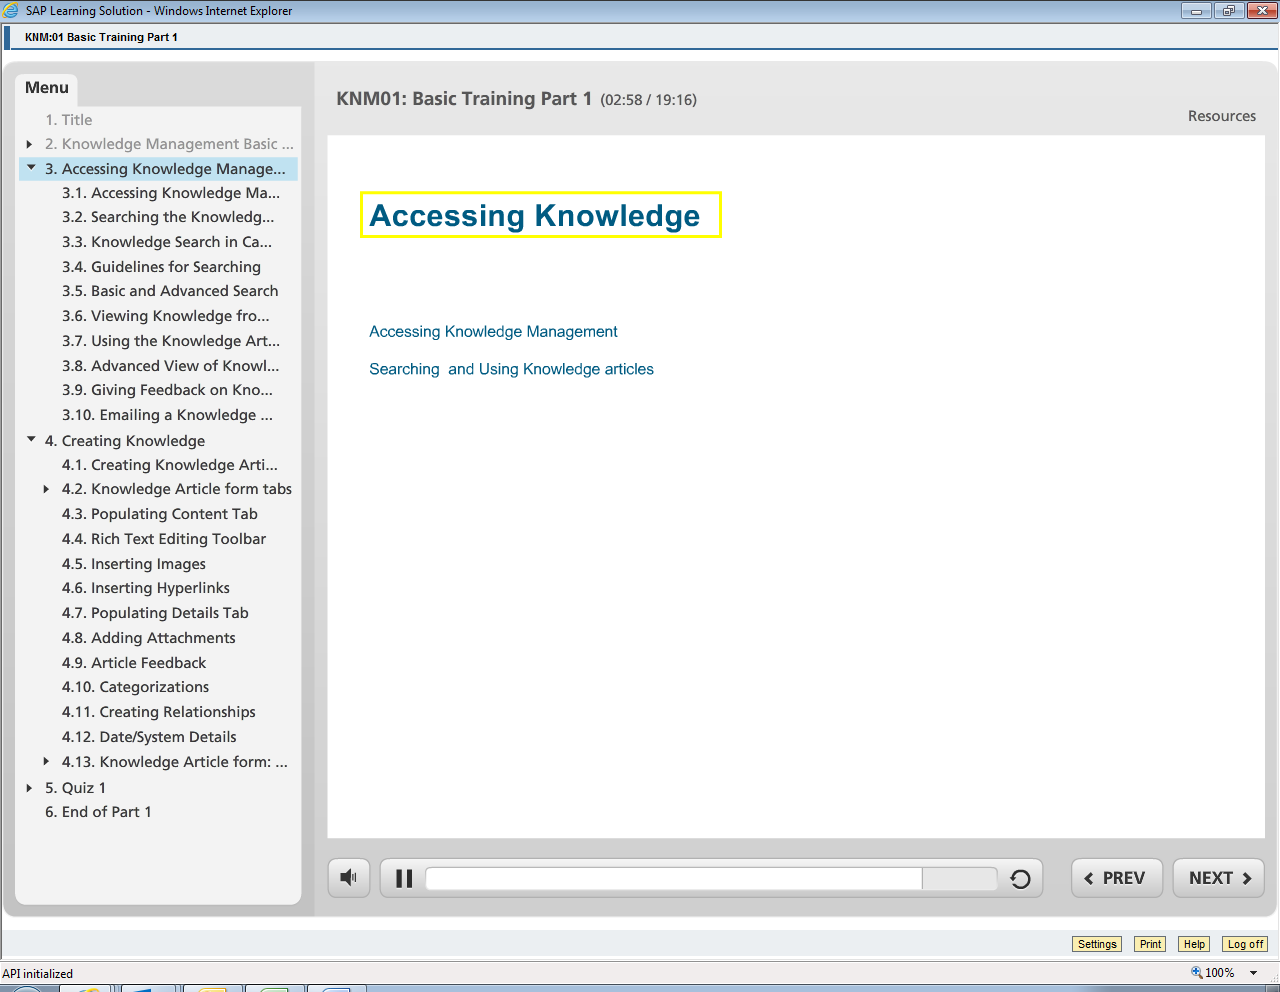 SAP Learning Solution - Windows Internet Explorer
KNM:01 Basic Training Part 1
Menu
1. Title
2. Knowledge Management Basic ...
3. Accessing Knowledge Manage...
3.1. Accessing Knowledge Ma...
3.2. Searching the Knowledg...
3.3. Knowledge Search in Ca...
3.4. Guidelines for Searching
3.5. Basic and Advanced Search
3.6. Viewing Knowledge fro...
3.7. Using the Knowledge Art...
3.8. Advanced View of Knowl...
3.9. Giving Feedback on Kno...
3.10. Emailing a Knowledge ...
4. Creating Knowledge
4.1. Creating Knowledge Arti...
4.2. Knowledge Article form tabs
4.3. Populating Content Tab
4.4. Rich Text Editing Toolbar
4.5. Inserting Images
4.6. Inserting Hyperlinks
4.7. Populating Details Tab
4.8. Adding Attachments
4.9. Article Feedback
4.10. Categorizations
4.11. Creating Relationships
4.12. Date/System Details
4.13. Knowledge Article form: ...
5. Quiz 1
6. End of Part 1
KNM01: Basic Training Part 1 (02:58 / 19:16)
Resources
Accessing Knowledge
Accessing Knowledge Management
Searching and Using Knowledge articles
PREV
NEXT
Settings
Print
Help
Log off
API initialized
100%